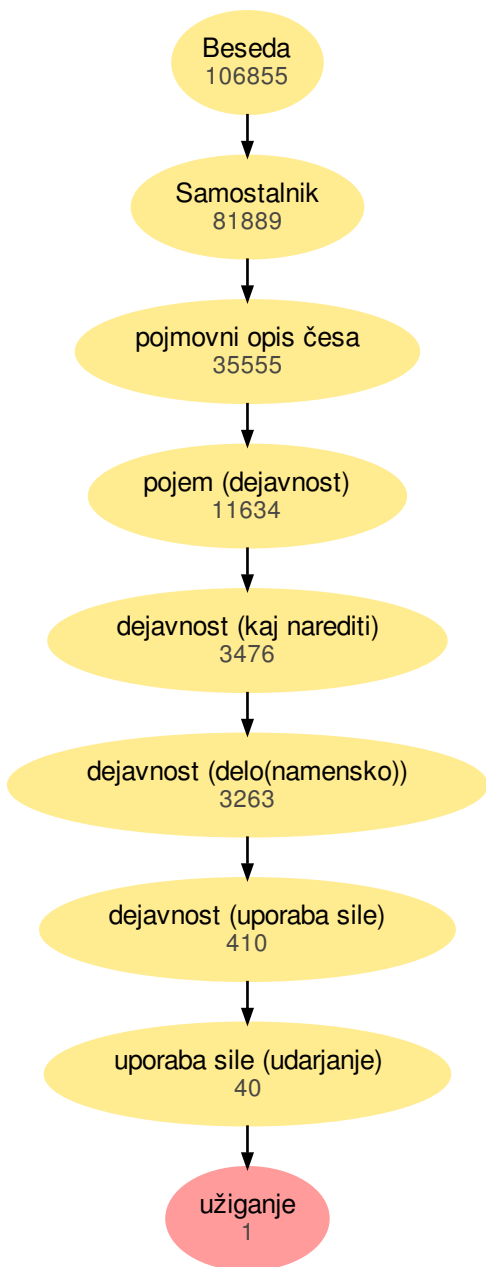 Beseda
106855
Samostalnik
81889
pojmovni opis česa
35555
pojem (dejavnost)
11634
dejavnost (kaj narediti)
3476
dejavnost (delo(namensko))
3263
dejavnost (uporaba sile)
410
uporaba sile (udarjanje)
40
užiganje
1